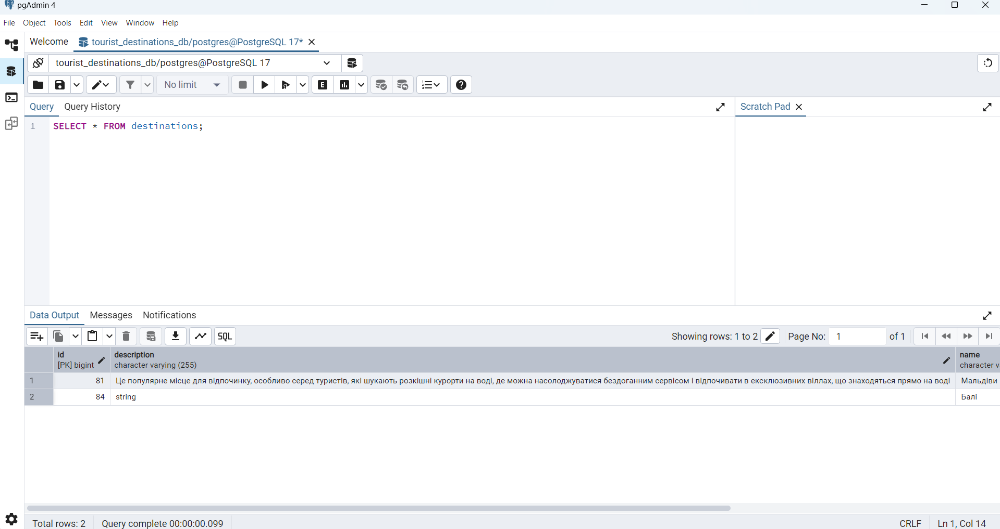 pgAdmin 4
File Object Tools Edit View Window Help
Welcome tourist_destinations_db/postgres@PostgreSQL 17*
tourist_destinations_db/postgres@PostgreSQL 17
No limit E
Query Query History Scratch Pad
1 SELECT * FROM destinations;
Data Output Messages Notifications
SQL Showing rows: 1 to 2 Page No: 1 of 1
id description name
[PK] bigint character varying (255) character v
1 81 Це популярне місце для відпочинку, особливо серед туристів, які шукають розкішні курорти на воді, де можна насолоджуватися бездоганним сервісом і відпочивати в ексклюзивних віллах, що знаходяться прямо на воді Мальдіви
2 84 string Балі
Total rows: 2 Query complete 00:00:00.099 CRLF Ln 1, Col 14